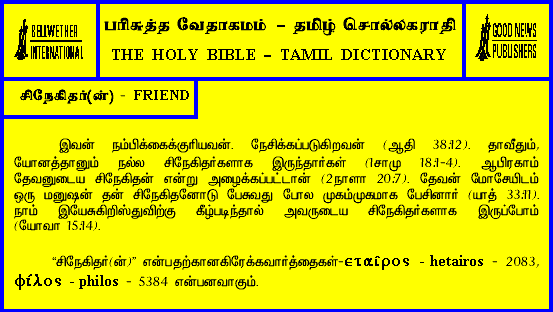 BELLWETHER
INTERNATIONAL
பரிசுத்த வேதாகமம் – தமிழ் சொல்லகராதி
THE HOLY BIBLE – TAMIL DICTIONARY
GOOD NEWS
PUBLISHERS
சிநேகிதர்(ன்) - FRIEND
இவன் நம்பிக்கைக்குரியவன். நேசிக்கப்படுகிறவன் (ஆதி 38:12). தாவீதும்,
யோனத்தானும் நல்ல சிநேகிதர்களாக இருந்தார்கள் (1சாமு 18:1-4). ஆபிரகாம்
தேவனுடைய சிநேகிதன் என்று அழைக்கப்பட்டான் (2நாளா 20:7). தேவன் மோசேயிடம்
ஒரு மனுஷன் தன் சிநேகிதனோடு பேசுவது போல முகம்முகமாக பேசினார் (யாத் 33:11).
நாம் இயேசுகிறிஸ்துவிற்கு கீழ்படிந்தால் அவருடைய சிநேகிதர்களாக இருப்போம்
(யோவா 15:14).
“சிநேகிதர்(ன்)” என்பதற்கானகிரேக்கவார்த்தைகள்-εταῖρος - hetairos - 2083,
φίλος - philos - 5384 என்பனவாகும்.